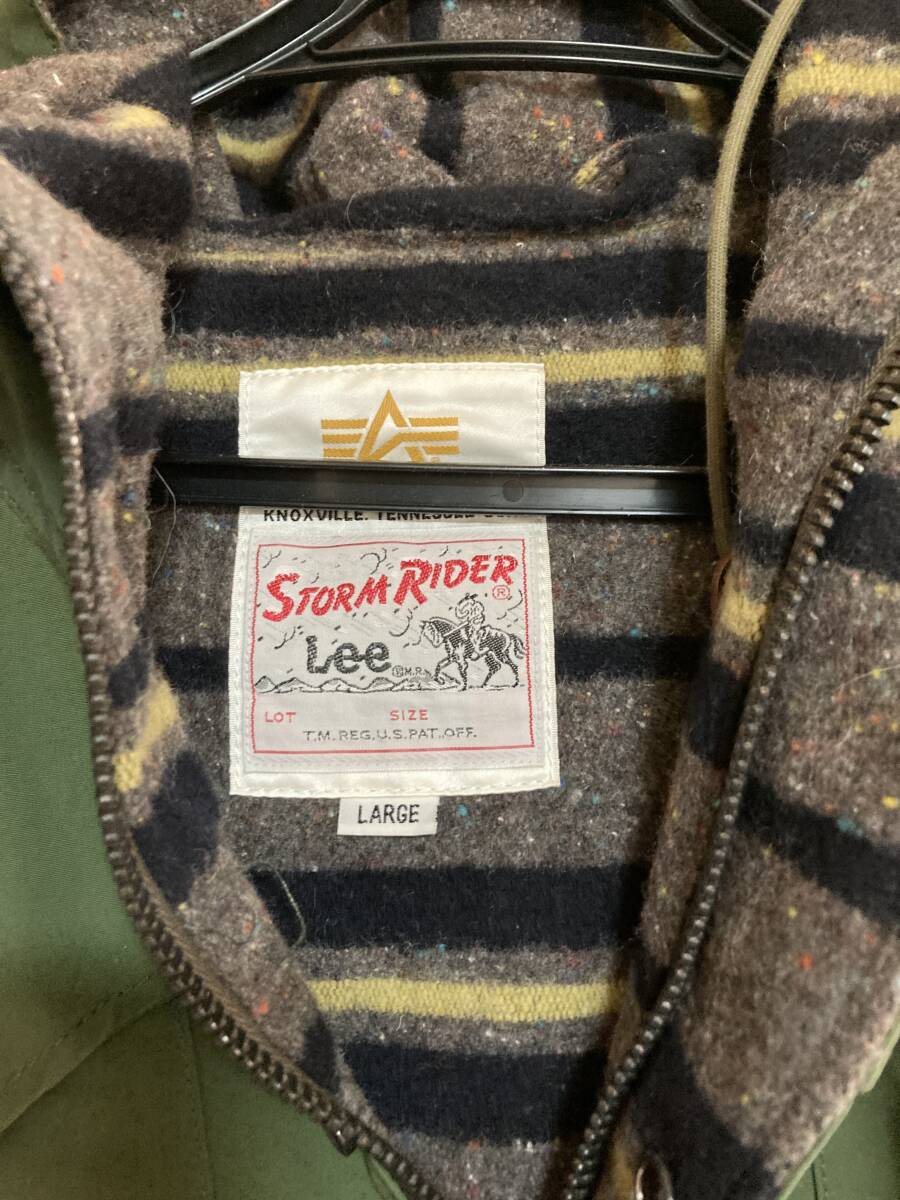 KNOXVILLE, TENNESSEE
STORM RIDER ®
Lee ® M.R.
LOT SIZE
T.M. REG. U.S. PAT. OFF.
LARGE